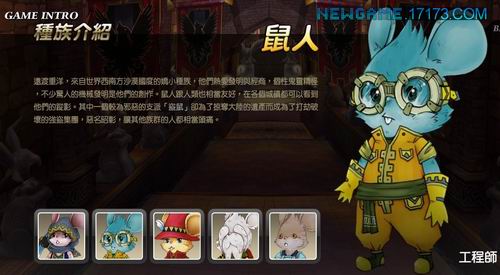 GAME INTRO
NEWGAME.17173.COM
種族介紹
鼠人
遠渡重洋，來自世界西南方沙漠國度的嬌小種族，他們熱愛發明與經商，個性鬼靈精怪
，不少驚人的機械發明是他們的創作。鼠人跟人類也相當友好，在各個城鎮都可以看到
他們的蹤影。其中一個較為邪惡的支派「盜鼠」，卻為了掠奪大陸的遺產而成為了打劫破
壞的強盜集團，惡名昭彰，讓其他族群的人都相當頭痛。
工程師